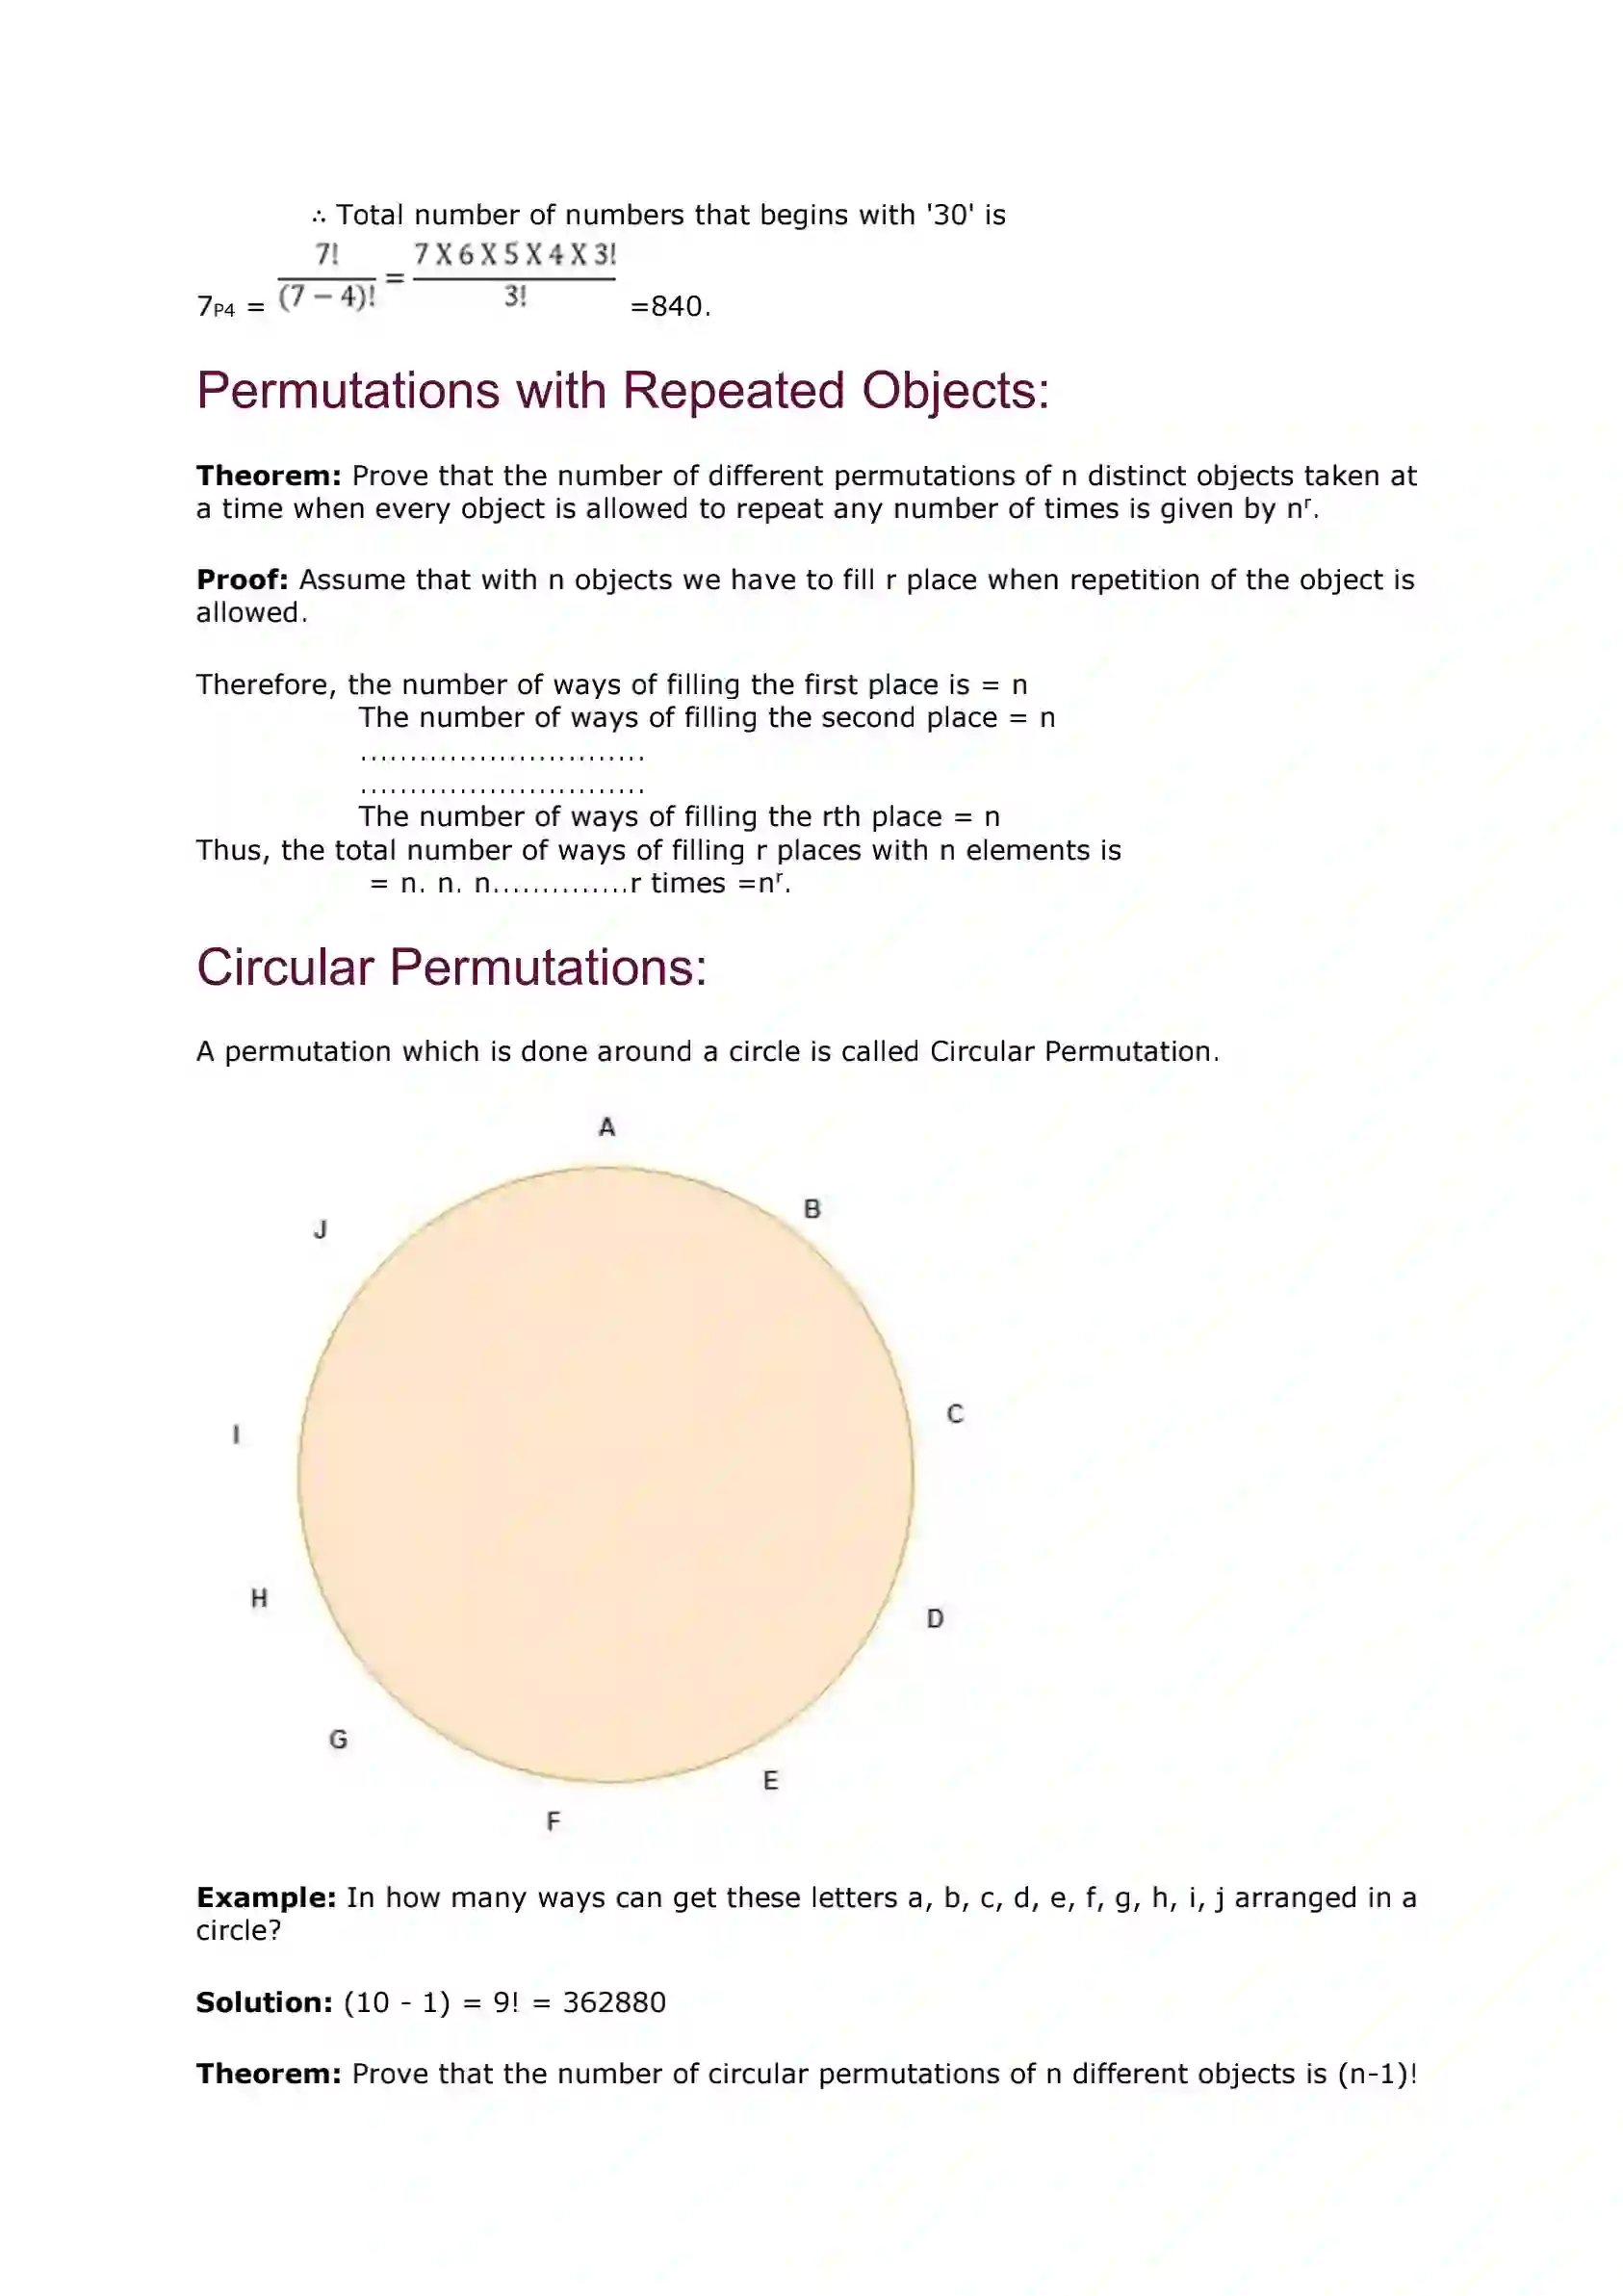 ∴ Total number of numbers that begins with '30' is
7P4 = 7!/(7 − 4)! = 7 X 6 X 5 X 4 X 3!/3! =840.
Permutations with Repeated Objects:
Theorem: Prove that the number of different permutations of n distinct objects taken at
a time when every object is allowed to repeat any number of times is given by nʳ.
Proof: Assume that with n objects we have to fill r place when repetition of the object is
allowed.
Therefore, the number of ways of filling the first place is = n
The number of ways of filling the second place = n
.............................
.............................
The number of ways of filling the rth place = n
Thus, the total number of ways of filling r places with n elements is
= n. n. n..............r times =nʳ.
Circular Permutations:
A permutation which is done around a circle is called Circular Permutation.
A
B
J
C
I
H
D
G
E
F
Example: In how many ways can get these letters a, b, c, d, e, f, g, h, i, j arranged in a
circle?
Solution: (10 - 1) = 9! = 362880
Theorem: Prove that the number of circular permutations of n different objects is (n-1)!